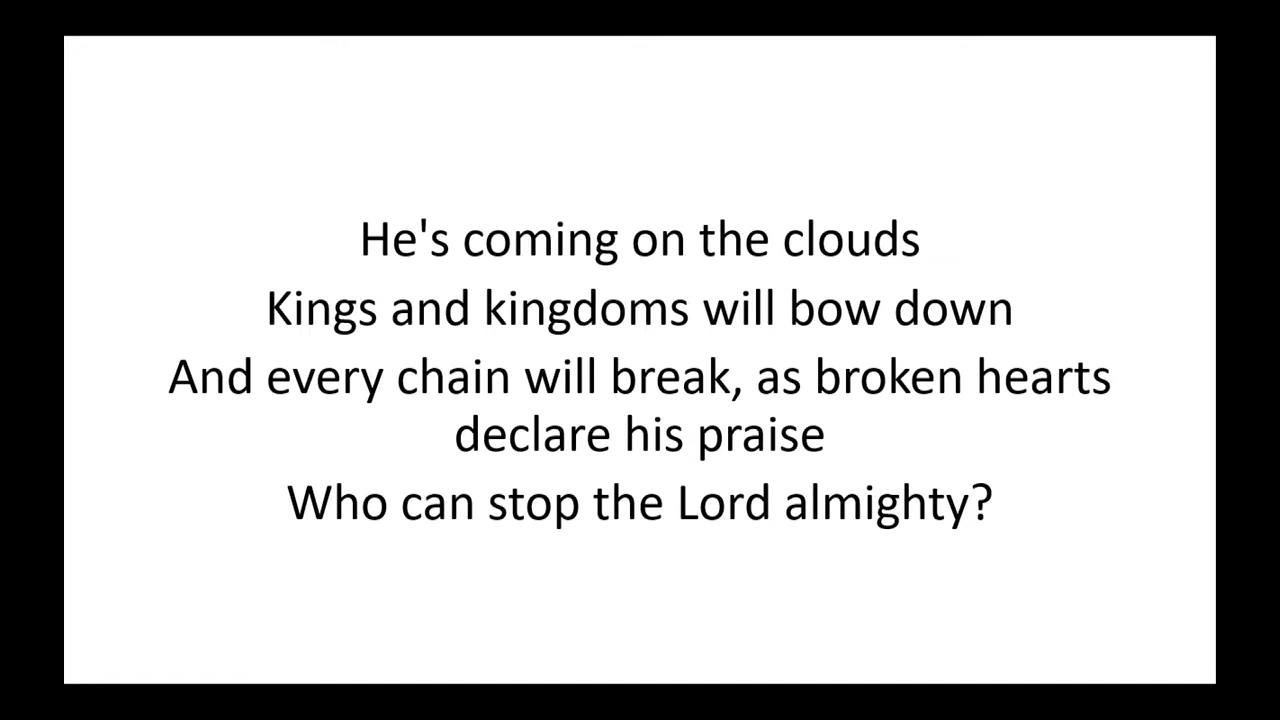 He's coming on the clouds
Kings and kingdoms will bow down
And every chain will break, as broken hearts
declare his praise
Who can stop the Lord almighty?